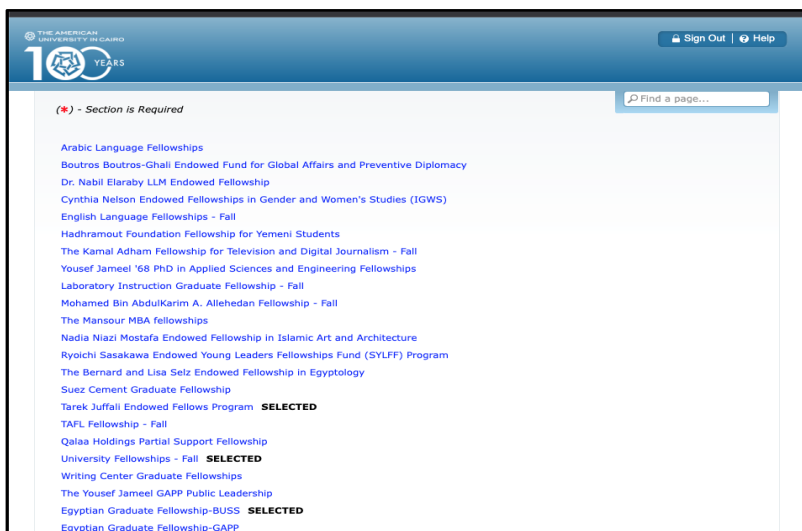 THE AMERICAN
UNIVERSITY IN CAIRO
100 YEARS
Sign Out | Help
Find a page...
(*) - Section is Required
Arabic Language Fellowships
Boutros Boutros-Ghali Endowed Fund for Global Affairs and Preventive Diplomacy
Dr. Nabil Elaraby LLM Endowed Fellowship
Cynthia Nelson Endowed Fellowships in Gender and Women's Studies (IGWS)
English Language Fellowships - Fall
Hadhramout Foundation Fellowship for Yemeni Students
The Kamal Adham Fellowship for Television and Digital Journalism - Fall
Yousef Jameel '68 PhD in Applied Sciences and Engineering Fellowships
Laboratory Instruction Graduate Fellowship - Fall
Mohamed Bin AbdulKarim A. Allehedan Fellowship - Fall
The Mansour MBA fellowships
Nadia Niazi Mostafa Endowed Fellowship in Islamic Art and Architecture
Ryoichi Sasakawa Endowed Young Leaders Fellowships Fund (SYLFF) Program
The Bernard and Lisa Selz Endowed Fellowship in Egyptology
Suez Cement Graduate Fellowship
Tarek Juffali Endowed Fellows Program SELECTED
TAFL Fellowship - Fall
Qalaa Holdings Partial Support Fellowship
University Fellowships - Fall SELECTED
Writing Center Graduate Fellowships
The Yousef Jameel GAPP Public Leadership
Egyptian Graduate Fellowship-BUSS SELECTED
Egyptian Graduate Fellowship-GAPP